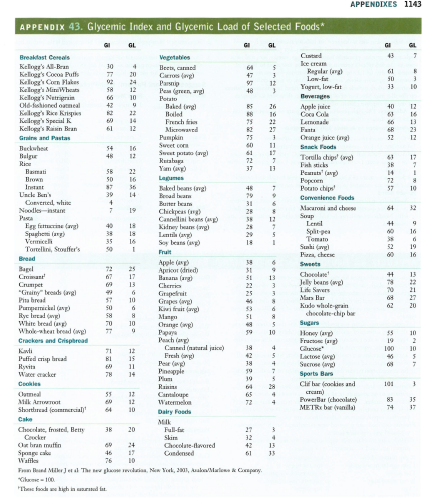 APPENDIXES 1143
APPENDIX 43. Glycemic Index and Glycemic Load of Selected Foods*
GI GL
Breakfast Cereals
Kellogg's All-Bran 30 4
Kellogg's Cocoa Puffs 77 20
Kellogg's Corn Flakes 92 24
Kellogg's MiniWheats 58 12
Kellogg's Nutrigrain 66 10
Old-fashioned oatmeal 42 9
Kellogg's Rice Krispies 82 22
Kellogg's Special K 69 14
Kellogg's Raisin Bran 61 12
Grains and Pastas
Buckwheat 54 16
Bulgur 48 12
Rice
Basmati 58 22
Brown 50 16
Instant 87 36
Uncle Ben's 39 14
Converted, white 4
Noodles—instant 7 19
Pasta
Egg fettuccine (avg) 40 18
Spaghetti (avg) 38 18
Vermicelli 35 16
Tortellini, Stouffer's 50 1
Bread
Bagel 72 25
Croissant† 67 17
Crumpet 69 13
"Grainy" breads (avg) 49 6
Pita bread 57 10
Pumpernickel (avg) 50 6
Rye bread (avg) 58 8
White bread (avg) 70 10
Whole-wheat bread (avg) 77 9
Crackers and Crispbread
Kavli 71 12
Puffed crisp bread 81 15
Ryvita 69 11
Water cracker 78 14
Cookies
Oatmeal 55 12
Milk Arrowroot 69 12
Shortbread (commercial)† 64 10
Cake
Chocolate, frosted, Betty 38 20
Crocker
Oat bran muffin 69 24
Sponge cake 46 17
Waffles 76 10
GI GL
Vegetables
Beets, canned 64 5
Carrots (avg) 47 3
Parsnip 97 12
Peas (green, avg) 48 3
Potato
Baked (avg) 85 26
Boiled 88 16
French fries 75 22
Microwaved 82 27
Pumpkin 75 3
Sweet corn 60 11
Sweet potato (avg) 61 17
Rutabaga 72 7
Yam (avg) 37 13
Legumes
Baked beans (avg) 48 7
Broad beans 79 9
Butter beans 31 6
Chickpeas (avg) 28 8
Cannellini beans (avg) 38 12
Kidney beans (avg) 28 7
Lentils (avg) 29 5
Soy beans (avg) 18 1
Fruit
Apple (avg) 38 6
Apricot (dried) 31 9
Banana (avg) 51 13
Cherries 22 3
Grapefruit 25 3
Grapes (avg) 46 8
Kiwi fruit (avg) 53 6
Mango 51 8
Orange (avg) 48 5
Papaya 59 10
Peach (avg)
Canned (natural juice) 38 4
Fresh (avg) 42 5
Pear (avg) 38 4
Pineapple 59 7
Plum 39 5
Raisins 64 28
Cantaloupe 65 4
Watermelon 72 4
Dairy Foods
Milk
Full-fat 27 3
Skim 32 4
Chocolate-flavored 42 13
Condensed 61 33
GI GL
Custard 43 7
Ice cream
Regular (avg) 61 8
Low-fat 50 3
Yogurt, low-fat 33 10
Beverages
Apple juice 40 12
Coca Cola 63 16
Lemonade 66 13
Fanta 68 23
Orange juice (avg) 52 12
Snack Foods
Tortilla chips† (avg) 63 17
Fish sticks 38 7
Peanuts† (avg) 14 1
Popcorn 72 8
Potato chips† 57 10
Convenience Foods
Macaroni and cheese 64 32
Soup
Lentil 44 9
Split-pea 60 16
Tomato 38 6
Sushi (avg) 52 19
Pizza, cheese 60 16
Sweets
Chocolate† 44 13
Jelly beans (avg) 78 22
Life Savers 70 21
Mars Bar 68 27
Kudo whole-grain 62 20
chocolate-chip bar
Sugars
Honey (avg) 55 10
Fructose (avg) 19 2
Glucose* 100 10
Lactose (avg) 46 5
Sucrose (avg) 68 7
Sports Bars
Clif bar (cookies and 101 3
cream)
PowerBar (chocolate) 83 35
METRx bar (vanilla) 74 37
From Brand Miller J et al: The new glucose revolution, New York, 2003, Avalon/Marlowe & Company.
*Glucose = 100.
†These foods are high in saturated fat.